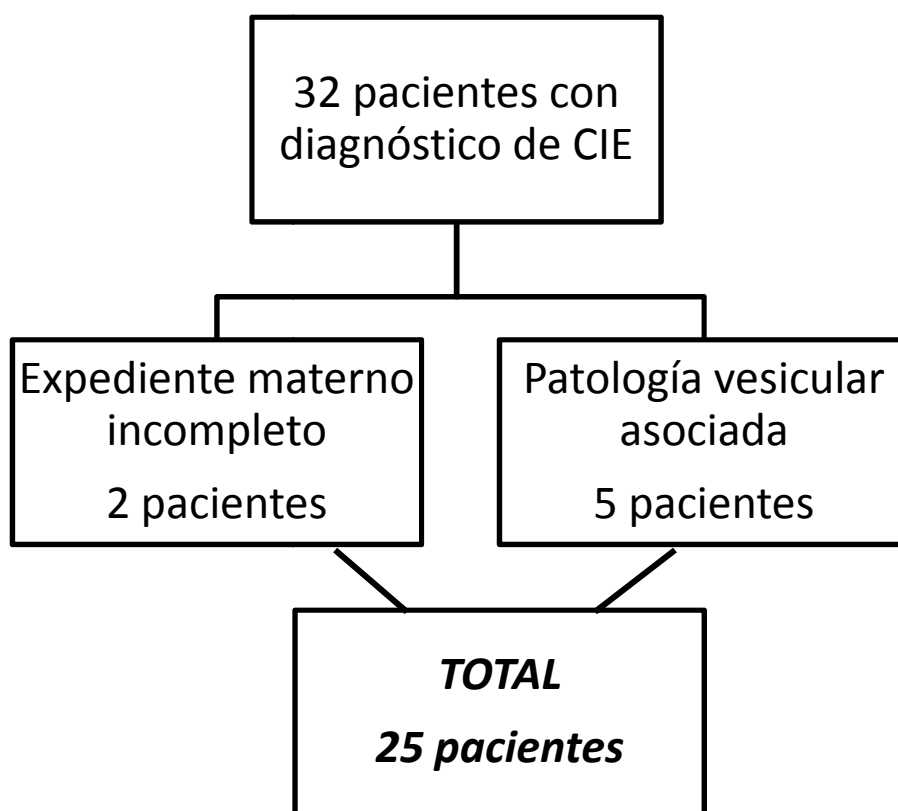 32 pacientes con
diagnóstico de CIE
Expediente materno
incompleto
2 pacientes
Patología vesicular
asociada
5 pacientes
TOTAL
25 pacientes